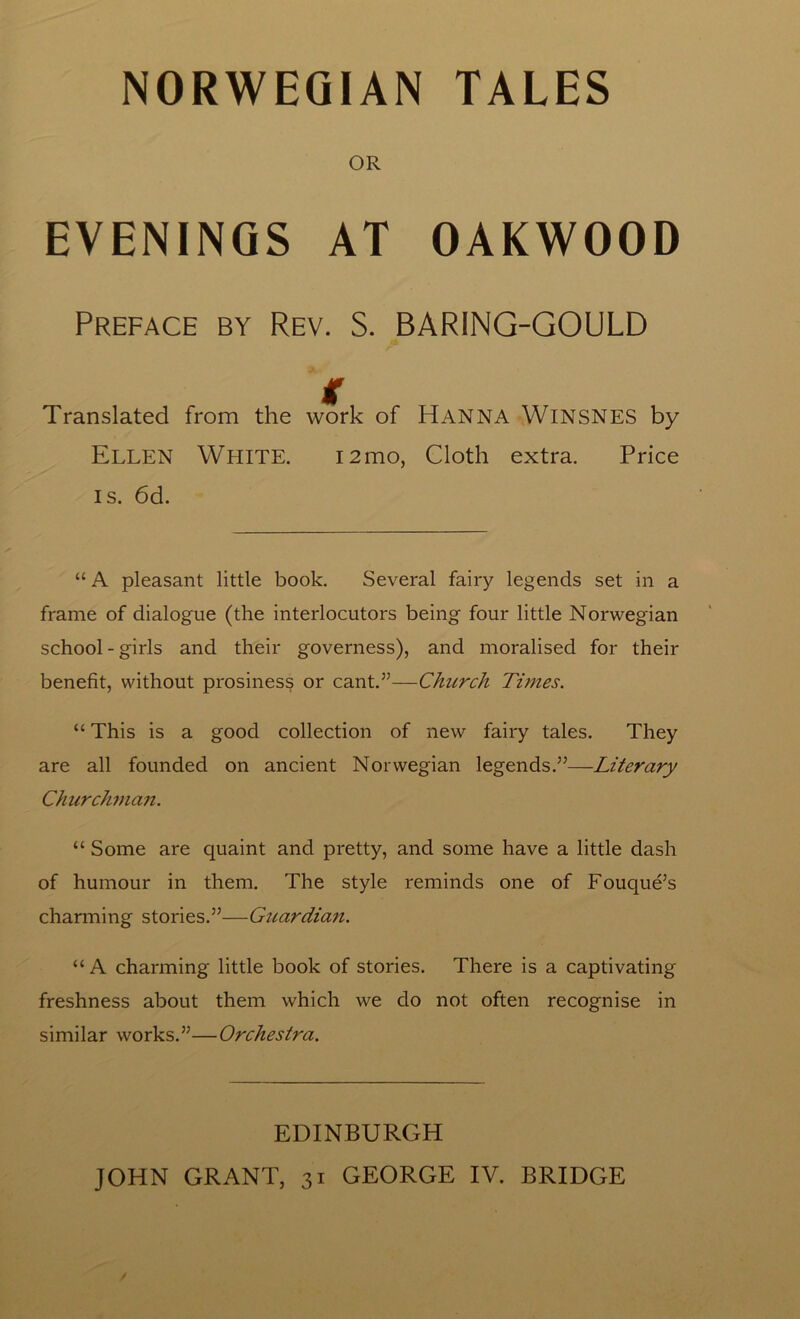 NORWEGIAN TALES
OR
EVENINGS AT OAKWOOD
PREFACE BY REV. S. BARING-GOULD
Translated from the work of HANNA WINSNES by
ELLEN WHITE. 12mo, Cloth extra. Price
1s. 6d.
“A pleasant little book. Several fairy legends set in a
frame of dialogue (the interlocutors being four little Norwegian
school-girls and their governess), and moralised for their
benefit, without prosiness or cant.”—Church Times.
“This is a good collection of new fairy tales. They
are all founded on ancient Norwegian legends.”—Literary
Churchman.
“Some are quaint and pretty, and some have a little dash
of humour in them. The style reminds one of Fouqué’s
charming stories.”—Guardian.
“A charming little book of stories. There is a captivating
freshness about them which we do not often recognise in
similar works.”—Orchestra.
EDINBURGH
JOHN GRANT, 31 GEORGE IV. BRIDGE